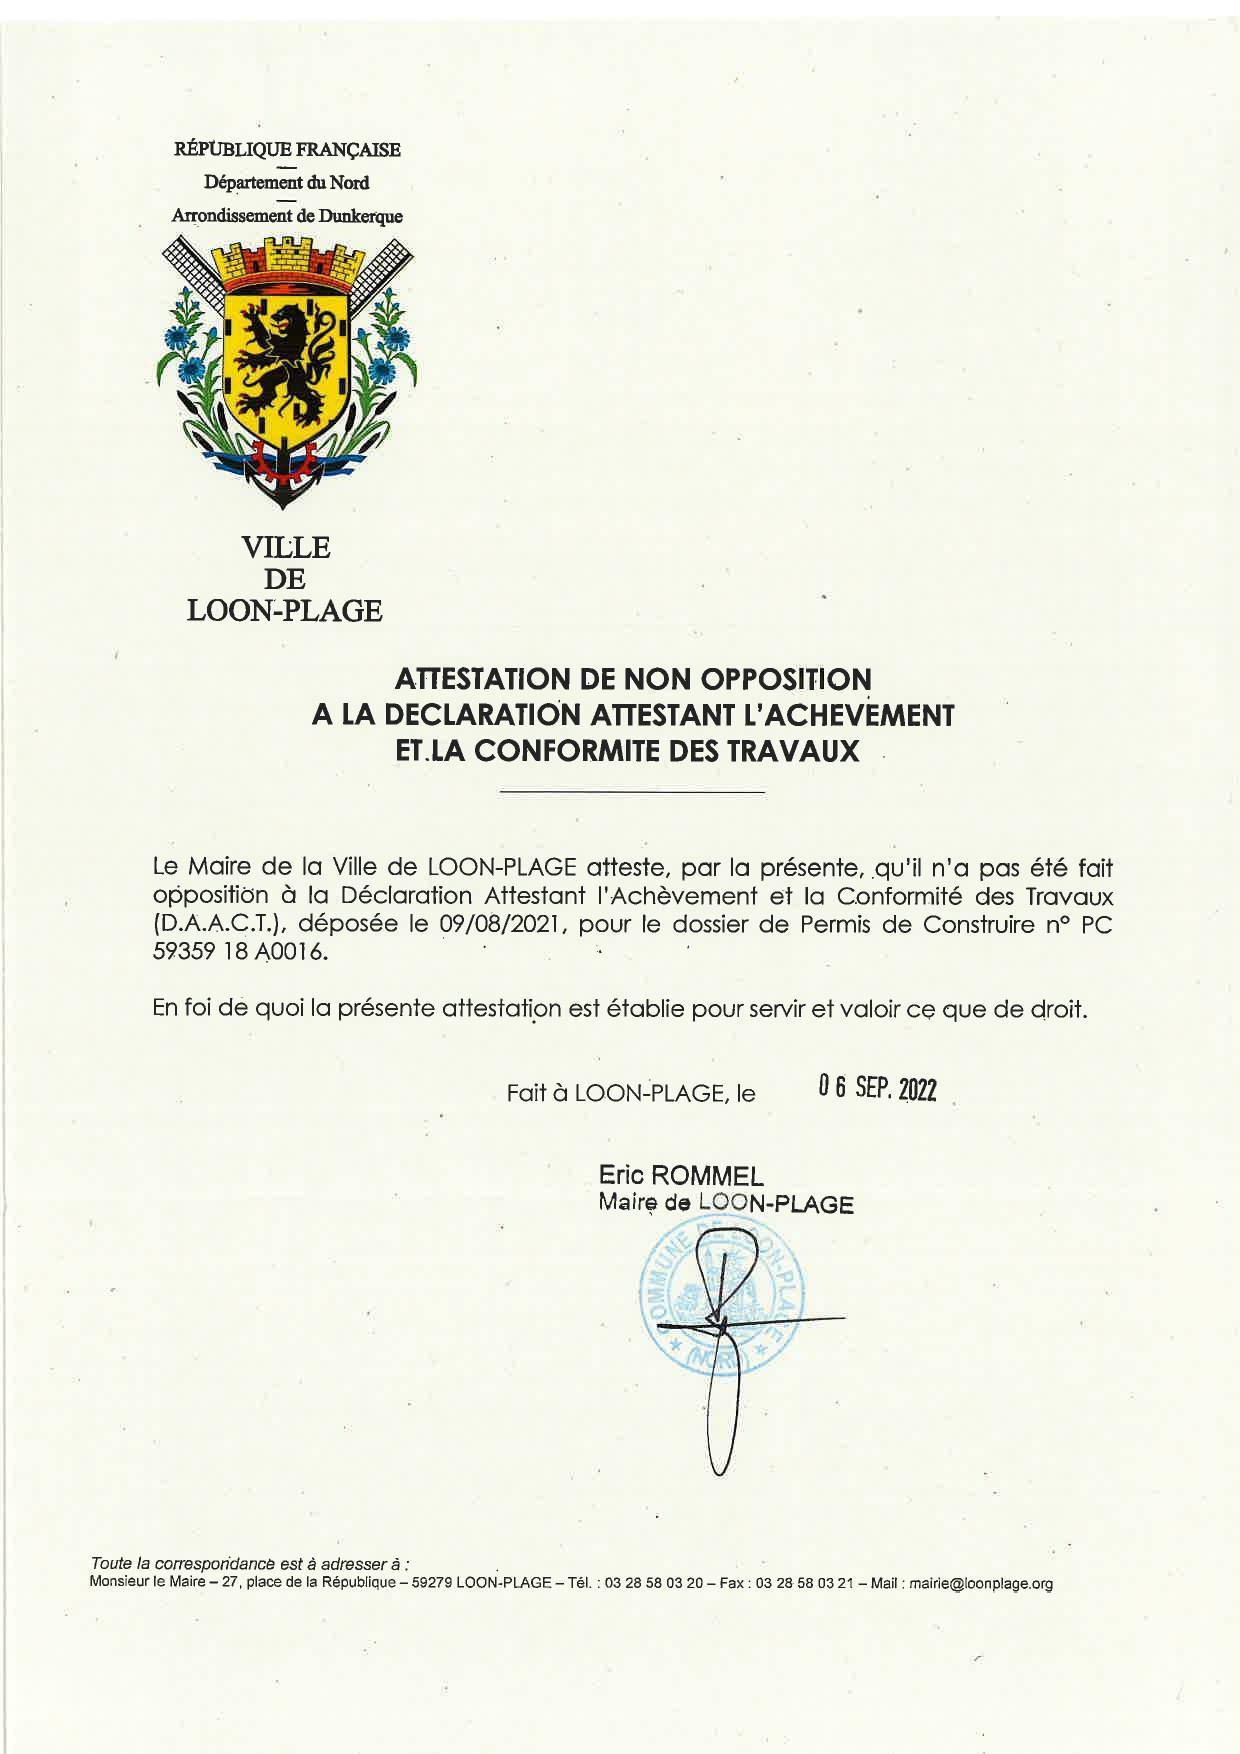 RÉPUBLIQUE FRANÇAISE
Département du Nord
Arrondissement de Dunkerque
VILLE
DE
LOON-PLAGE
ATTESTATION DE NON OPPOSITION
A LA DECLARATION ATTESTANT L'ACHEVEMENT
ET LA CONFORMITE DES TRAVAUX
Le Maire de la Ville de LOON-PLAGE atteste, par la présente, qu'il n'a pas été fait
opposition à la Déclaration Attestant l'Achèvement et la Conformité des Travaux
(D.A.A.C.T.), déposée le 09/08/2021, pour le dossier de Permis de Construire n° PC
59359 18 A0016.
En foi de quoi la présente attestation est établie pour servir et valoir ce que de droit.
Fait à LOON-PLAGE, le 06 SEP. 2022
Eric ROMMEL
Maire de LOON-PLAGE
COMMUNE DE LOON-PLAGE
★ (NORD) ★
Toute la correspondance est à adresser à :
Monsieur le Maire – 27, place de la République – 59279 LOON-PLAGE – Tél. : 03 28 58 03 20 – Fax : 03 28 58 03 21 – Mail : mairie@loonplage.org